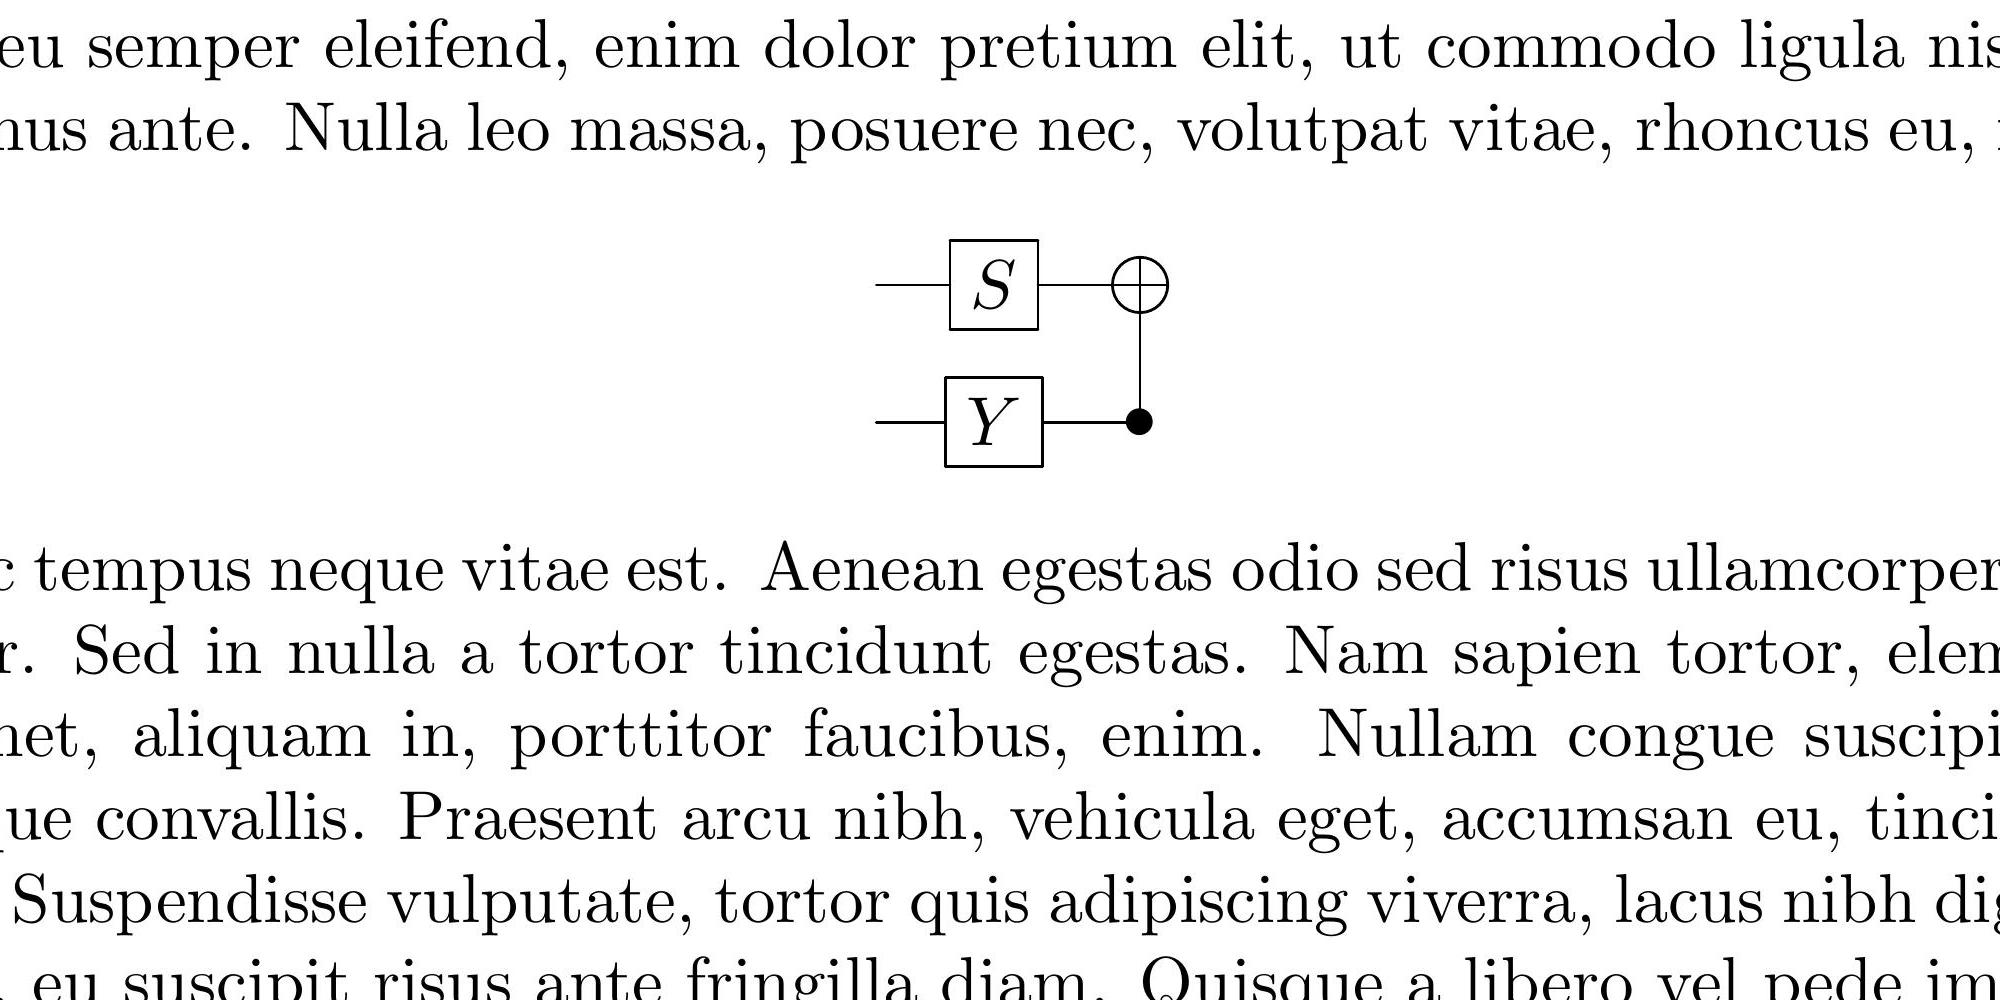 eu semper eleifend, enim dolor pretium elit, ut commodo ligula nis
nus ante. Nulla leo massa, posuere nec, volutpat vitae, rhoncus eu,
S
Y
c tempus neque vitae est. Aenean egestas odio sed risus ullamcorper
r. Sed in nulla a tortor tincidunt egestas. Nam sapien tortor, elem
net, aliquam in, porttitor faucibus, enim. Nullam congue suscipi
ue convallis. Praesent arcu nibh, vehicula eget, accumsan eu, tinci
Suspendisse vulputate, tortor quis adipiscing viverra, lacus nibh dig
eu suscipit risus ante fringilla diam. Quisque a libero vel pede im